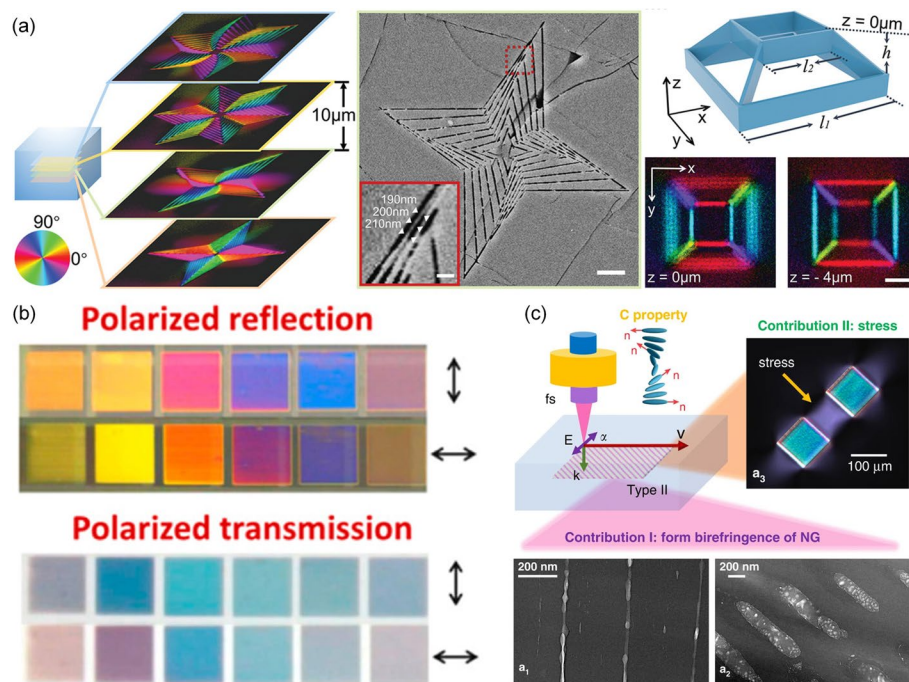 (a)
10μm
90°
0°
190nm
200nm
210nm
z = 0μm
h
l₂
l₁
z
x
y
x
y
z = 0μm
z = - 4μm
(b)
Polarized reflection
Polarized transmission
(c)
C property
n
n
n
n
fs
E
α
V
k
Type II
Contribution II: stress
stress
100 μm
a₃
Contribution I: form birefringence of NG
200 nm
a₁
200 nm
a₂